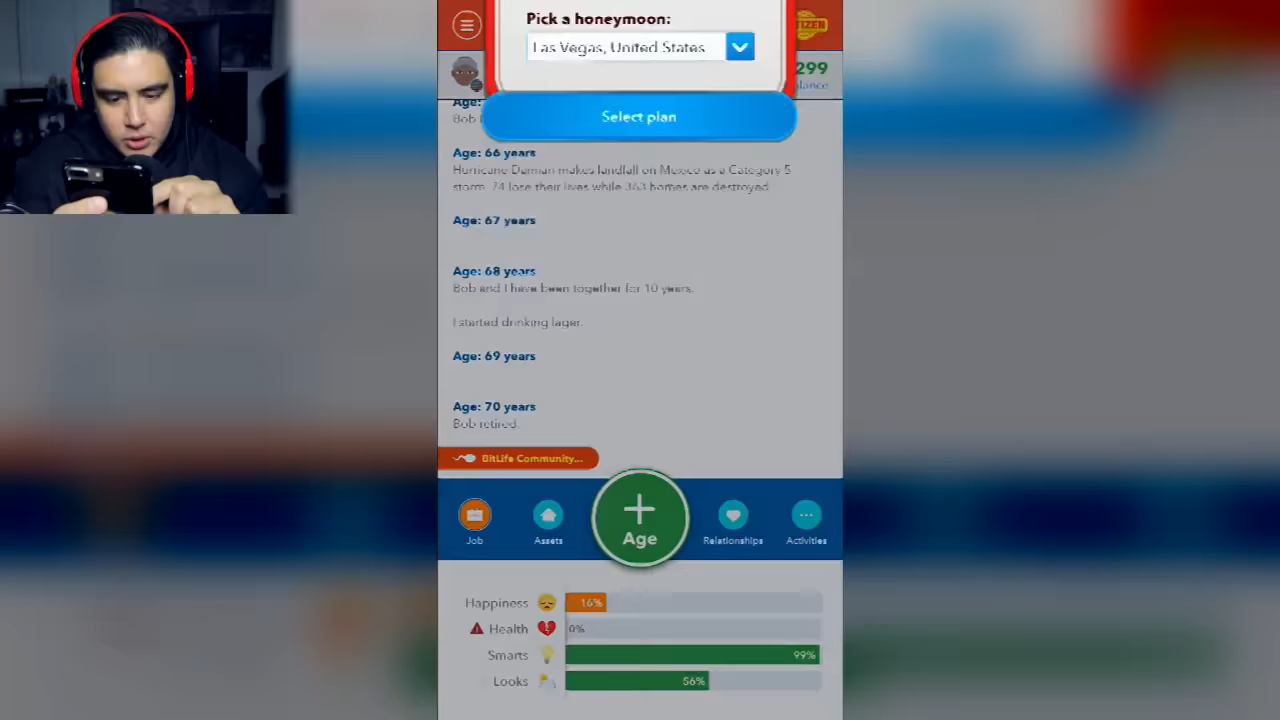 Pick a honeymoon:
Las Vegas, United States
299
Select plan
Age:
Bob
Age: 66 years
Hurricane Damian makes landfall on Mexico as a Category 5
storm. 74 lose their lives while 363 homes are destroyed.
Age: 67 years
Age: 68 years
Bob and I have been together for 10 years.
I started drinking lager.
Age: 69 years
Age: 70 years
Bob retired.
BitLife Community...
Job
Assets
+
Age
Relationships
Activities
Happiness 16%
Health 0%
Smarts 99%
Looks 56%